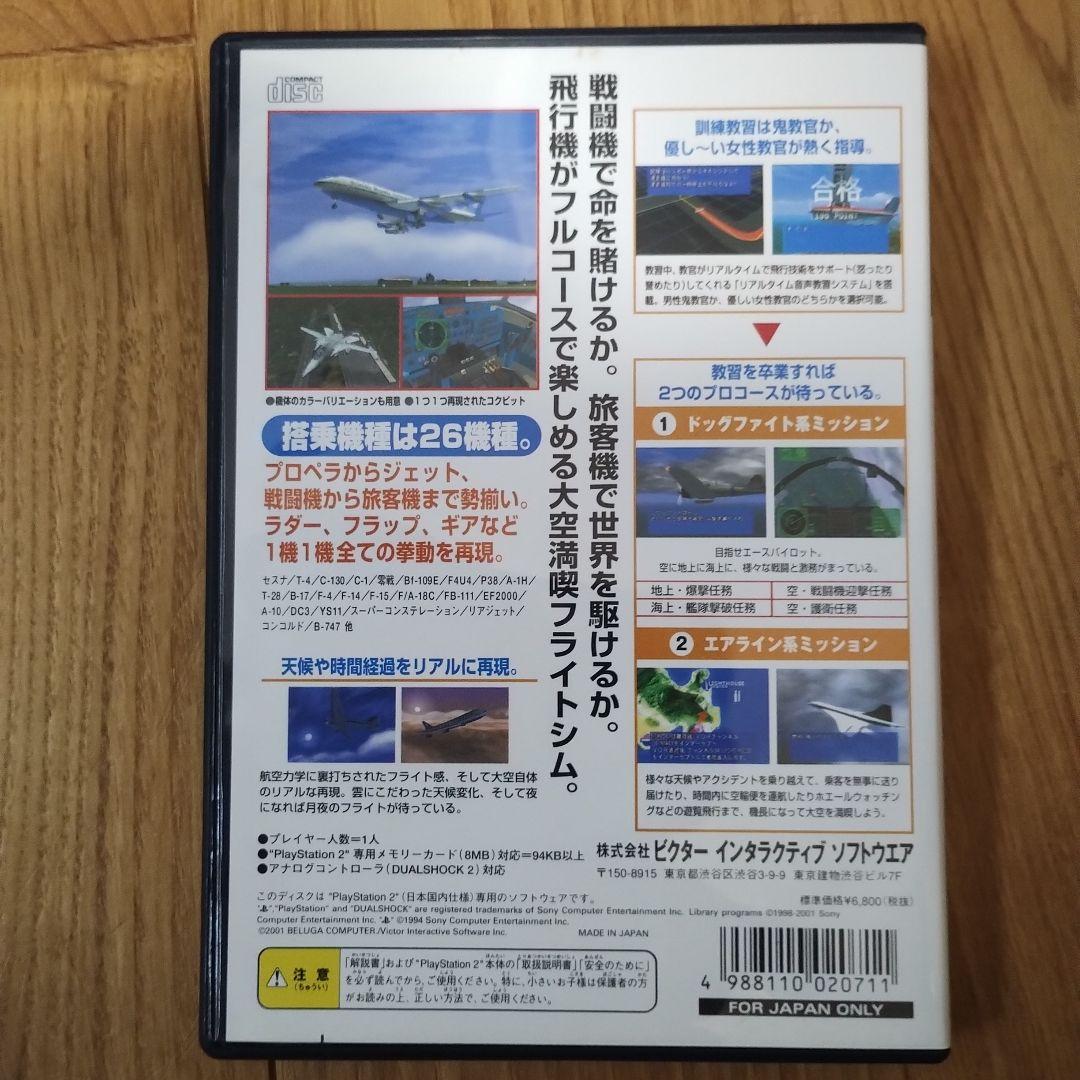 COMPACT
disc
戦闘機で命を賭けるか。旅客機で世界を駆けるか。
飛行機がフルコースで楽しめる大空満喫フライトシム。
●機体のカラーバリエーションも用意 ●1つ1つ再現されたコクピット
搭乗機種は26機種。
プロペラからジェット、
戦闘機から旅客機まで勢揃い。
ラダー、フラップ、ギアなど
1機1機全ての挙動を再現。
セスナ/T-4/C-130/C-1/零戦/Bf-109E/F4U4/P38/A-1H/
T-28/B-17/F-4/F-14/F-15/F/A-18C/FB-111/EF2000/
A-10/DC3/YS11/スーパーコンステレーション/リアジェット/
コンコルド/B-747 他
天候や時間経過をリアルに再現。
航空力学に裏打ちされたフライト感、そして大空自体
のリアルな再現。雲にこだわった天候変化、そして夜
になれば月夜のフライトが待っている。
訓練教習は鬼教官か、
優し〜い女性教官が熱く指導。
合格
100 POINT
教習中、教官がリアルタイムで飛行技術をサポート(怒ったり
誉めたり)してくれる「リアルタイム音声教習システム」を搭
載。男性鬼教官か、優しい女性教官のどちらかを選択可能。
教習を卒業すれば
2つのプロコースが待っている。
1 ドッグファイト系ミッション
目指せエースパイロット。
空に地上に海上に、様々な戦闘と激務がまっている。
地上・爆撃任務 空・戦闘機迎撃任務
海上・艦隊撃破任務 空・護衛任務
2 エアライン系ミッション
LIGHTHOUSE
様々な天候やアクシデントを乗り越えて、乗客を無事に送り
届けたり、時間内に空輸便を運航したりホエールウォッチン
グなどの遊覧飛行まで、機長になって大空を満喫しよう。
●プレイヤー人数=1人
●"PlayStation 2" 専用メモリーカード(8MB)対応=94KB以上
●アナログコントローラ(DUALSHOCK 2)対応
株式会社 ビクター インタラクティブ ソフトウエア
〒150-8915 東京都渋谷区渋谷3-9-9 東京建物渋谷ビル7F
このディスクは "PlayStation 2"(日本国内仕様)専用のソフトウェアです。
標準価格¥6,800(税抜)
"PlayStation" and "DUALSHOCK" are registered trademarks of Sony Computer Entertainment Inc. Library programs ©1998-2001 Sony
Computer Entertainment Inc. ©1994 Sony Computer Entertainment Inc.
©2001 BELUGA COMPUTER./Victor Interactive Software Inc.
MADE IN JAPAN
注意
(ちゅうい)
「解説書」および"PlayStation 2"本体の「取扱説明書」「安全のために」
を必ず読んでから、ご使用ください。特に、小さいお子様は保護者の方
がお読みの上、正しい方法で、ご使用ください。
4 988110 020711
FOR JAPAN ONLY